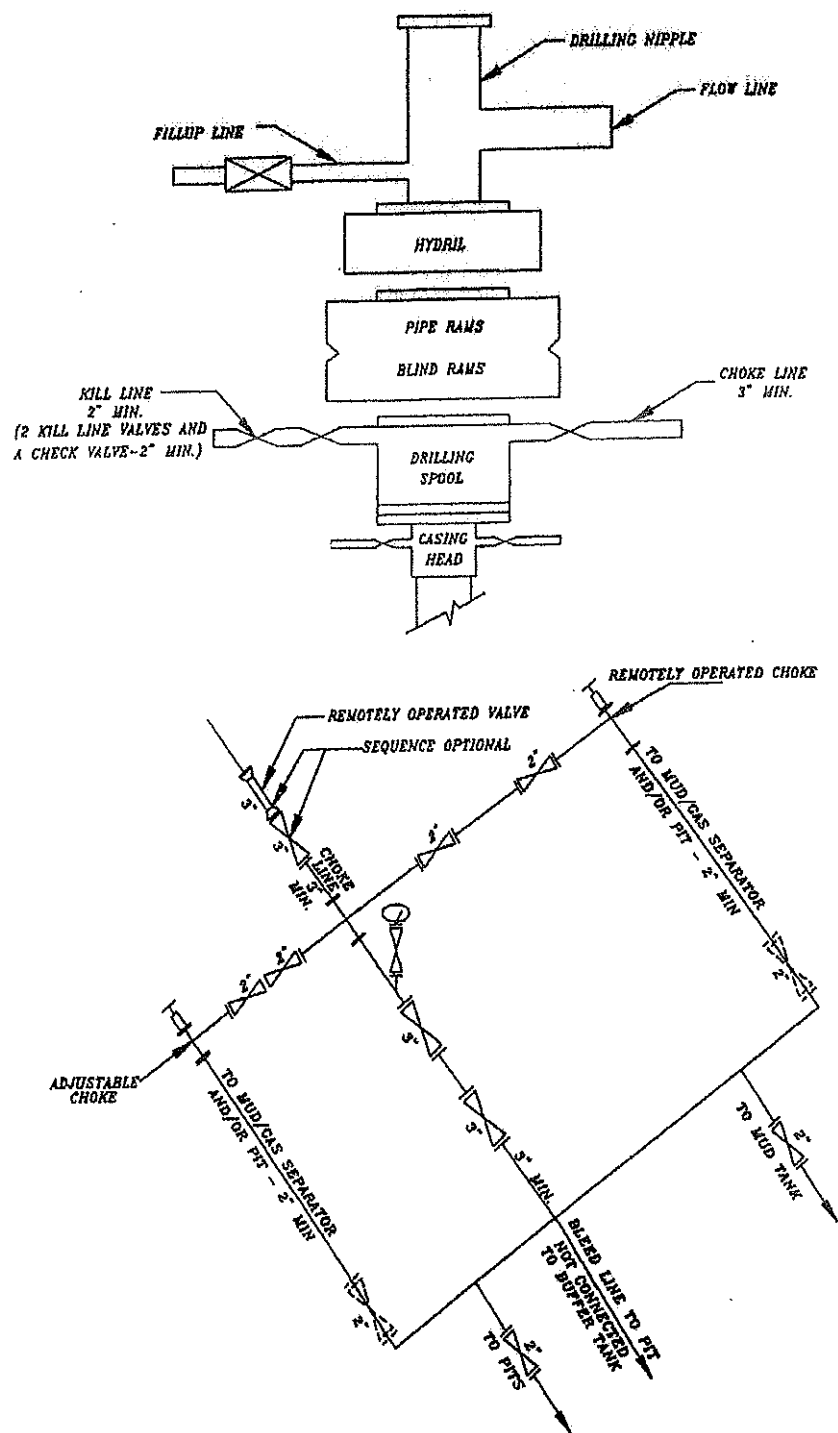 DRILLING NIPPLE
FLOW LINE
FILLUP LINE
HYDRIL
PIPE RAMS
BLIND RAMS
KILL LINE
2" MIN.
(2 KILL LINE VALVES AND
A CHECK VALVE-2" MIN.)
CHOKE LINE
3" MIN.
DRILLING
SPOOL
CASING
HEAD
REMOTELY OPERATED CHOKE
REMOTELY OPERATED VALVE
SEQUENCE OPTIONAL
3"
3"
CHOKE
LINE
3"
MIN.
2"
2"
TO MUD/GAS SEPARATOR
AND/OR PIT - 2" MIN
2"
2"
2"
ADJUSTABLE
CHOKE
TO MUD/GAS SEPARATOR
AND/OR PIT - 2" MIN
2"
3"
3"
3" MIN.
2"
TO MUD TANK
BLEED LINE TO PIT
NOT CONNECTED
TO BUFFER TANK
2"
TO PITS